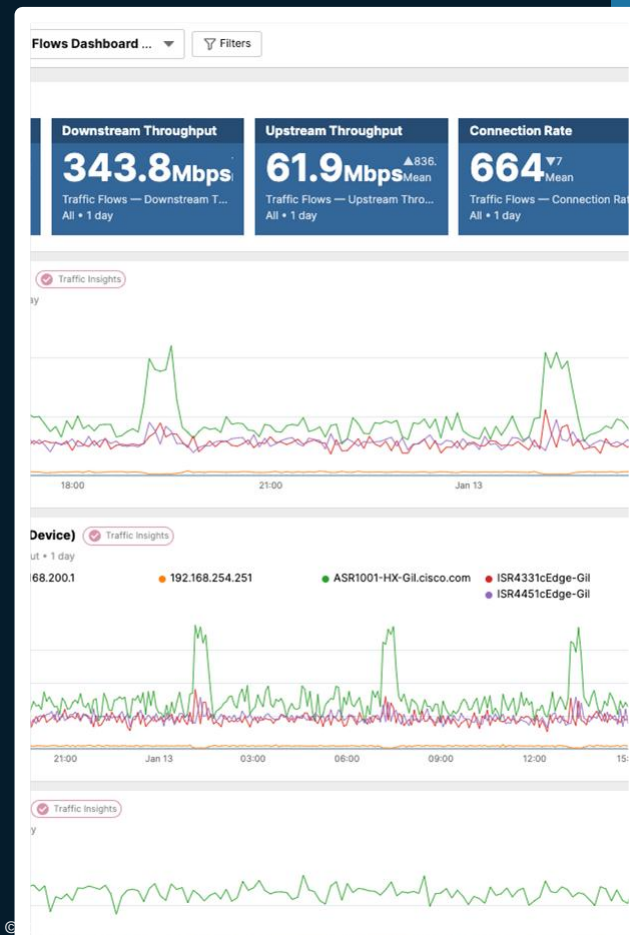 Flows Dashboard ...
Filters
Downstream Throughput
343.8Mbps
Traffic Flows — Downstream T...
All • 1 day
Upstream Throughput
61.9Mbps ▲836.
Mean
Traffic Flows — Upstream Thro...
All • 1 day
Connection Rate
664 ▼7
Mean
Traffic Flows — Connection Rat
All • 1 day
Traffic Insights
ay
18:00 21:00 Jan 13
Device) Traffic Insights
ut • 1 day
168.200.1 192.168.254.251 ASR1001-HX-Gil.cisco.com ISR4331cEdge-Gil
ISR4451cEdge-Gil
21:00 Jan 13 03:00 06:00 09:00 12:00 15:
Traffic Insights
y
©